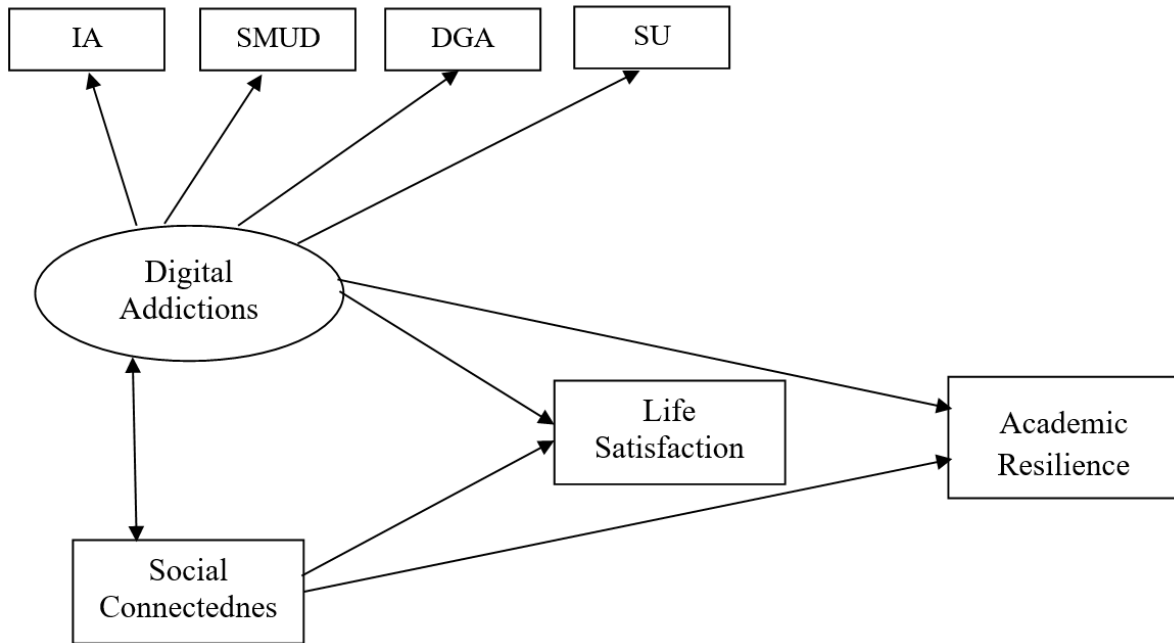 IA
SMUD
DGA
SU
Digital
Addictions
Life
Satisfaction
Academic
Resilience
Social
Connectednes